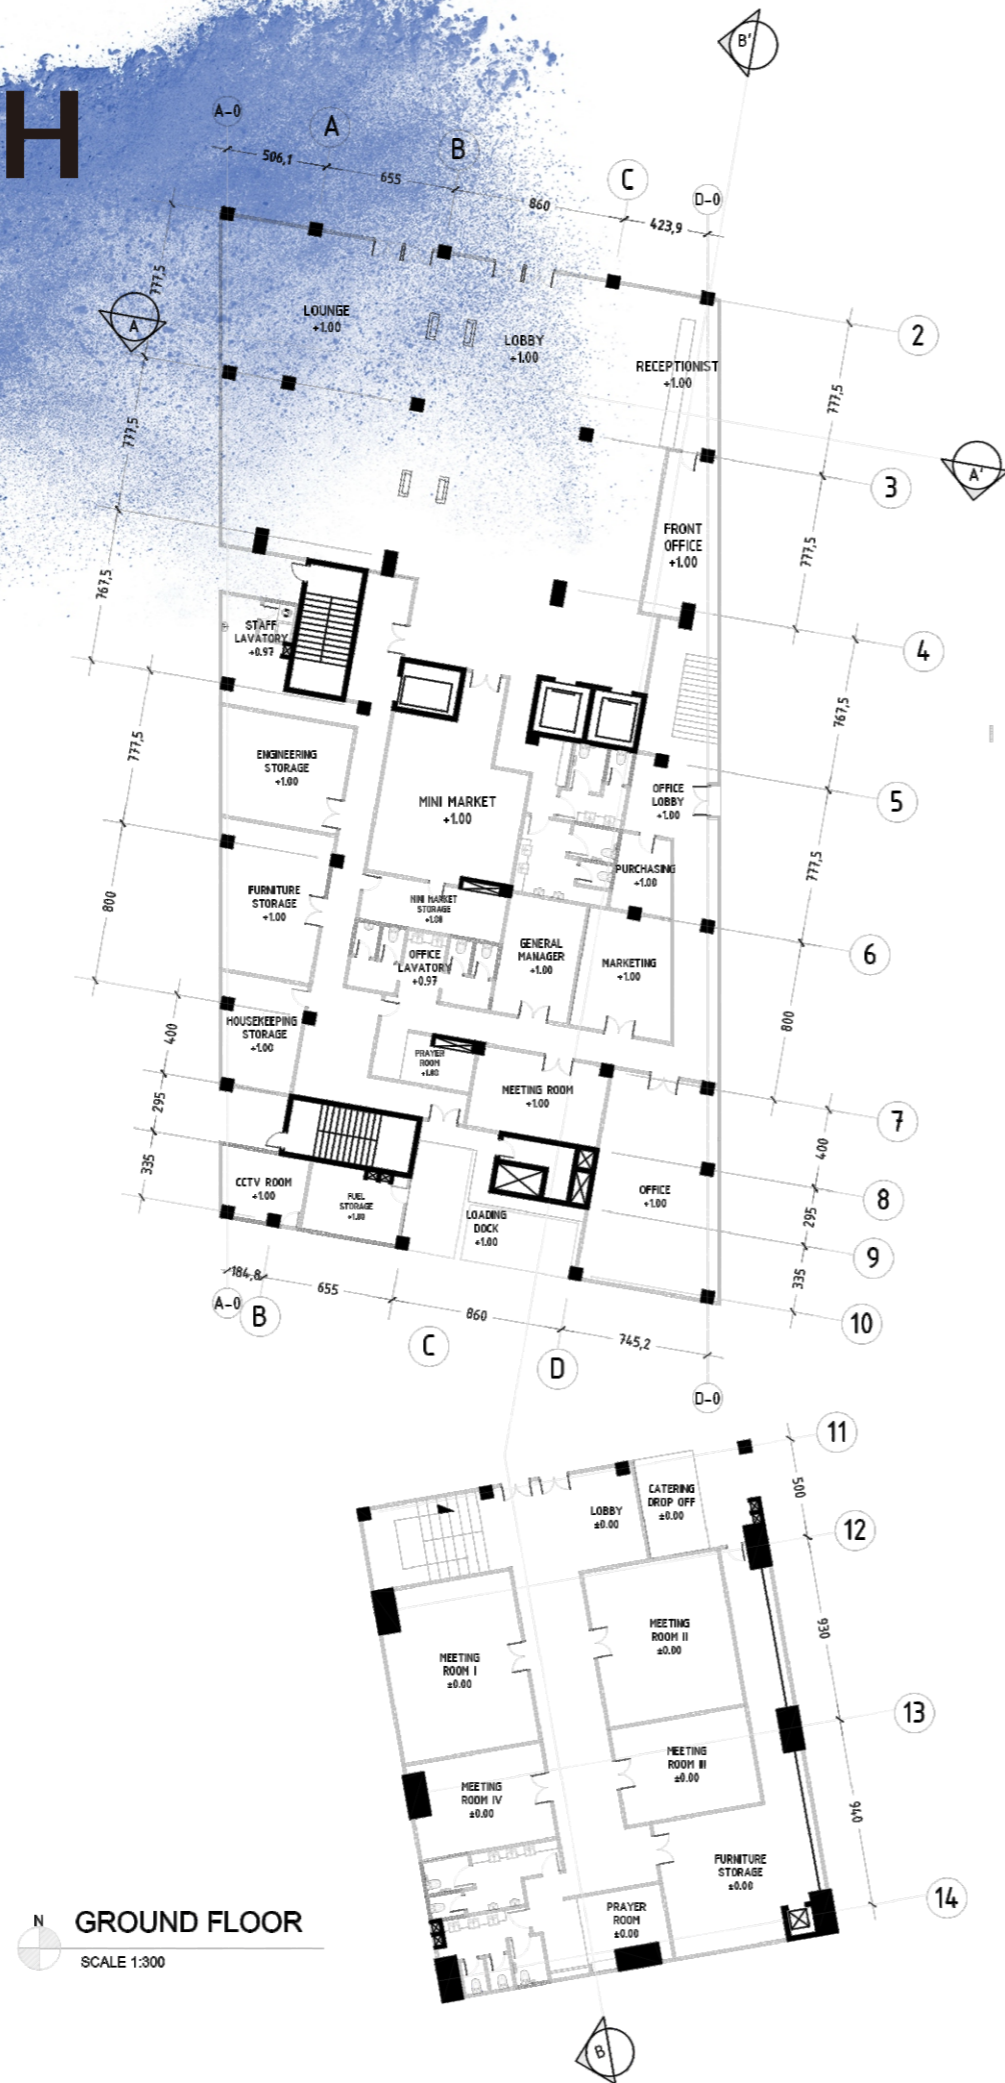 B'
H
A-0
A
B
C
D-0
506,1
655
860
423,9
777,5
LOUNGE
+1.00
LOBBY
+1.00
RECEPTIONIST
+1.00
2
A
777,5
777,5
3
A'
FRONT
OFFICE
+1.00
777,5
767,5
STAFF
LAVATORY
+0.97
4
767,5
777,5
ENGINEERING
STORAGE
+1.00
MINI MARKET
+1.00
OFFICE
LOBBY
+1.00
5
PURCHASING
+1.00
777,5
800
FURNITURE
STORAGE
+1.00
MINI MARKET
STORAGE
+1.00
OFFICE
LAVATORY
+0.97
GENERAL
MANAGER
+1.00
MARKETING
+1.00
6
800
HOUSEKEEPING
STORAGE
+1.00
400
PRAYER
ROOM
+1.00
MEETING ROOM
+1.00
7
295
400
335
CCTV ROOM
+1.00
FUEL
STORAGE
+1.00
LOADING
DOCK
+1.00
OFFICE
+1.00
8
295
9
335
10
184,8
655
860
745,2
A-0
B
C
D
D-0
11
500
CATERING
DROP OFF
±0.00
LOBBY
±0.00
12
930
MEETING
ROOM I
±0.00
MEETING
ROOM II
±0.00
13
MEETING
ROOM III
±0.00
MEETING
ROOM IV
±0.00
940
FURNITURE
STORAGE
±0.00
14
PRAYER
ROOM
±0.00
N
GROUND FLOOR
SCALE 1:300
B